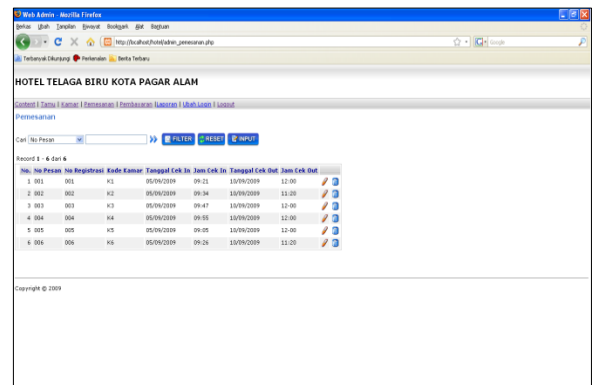 Web Admin - Mozilla Firefox
Berkas Ubah Tampilan Riwayat Bookmark Alat Bantuan
http://localhost/hotel/admin_pemesanan.php
Google
Terbanyak Dikunjungi Perkenalan Berita Terbaru
HOTEL TELAGA BIRU KOTA PAGAR ALAM
Content | Tamu | Kamar | Pemesanan | Pembayaran |Laporan | Ubah Login | Logout
Pemesanan
Cari No Pesan FILTER RESET INPUT
Record 1 - 6 dari 6
No. No Pesan No Registrasi Kode Kamar Tanggal Cek In Jam Cek In Tanggal Cek Out Jam Cek Out
1 001 001 K1 05/09/2009 09:21 10/09/2009 12:00
2 002 002 K2 05/09/2009 09:34 10/09/2009 11:20
3 003 003 K3 05/09/2009 09:47 10/09/2009 12-00
4 004 004 K4 05/09/2009 09:55 10/09/2009 12:00
5 005 005 K5 05/09/2009 09:05 10/09/2009 12-00
6 006 006 K6 05/09/2009 09:26 10/09/2009 11:20
Copyright © 2009